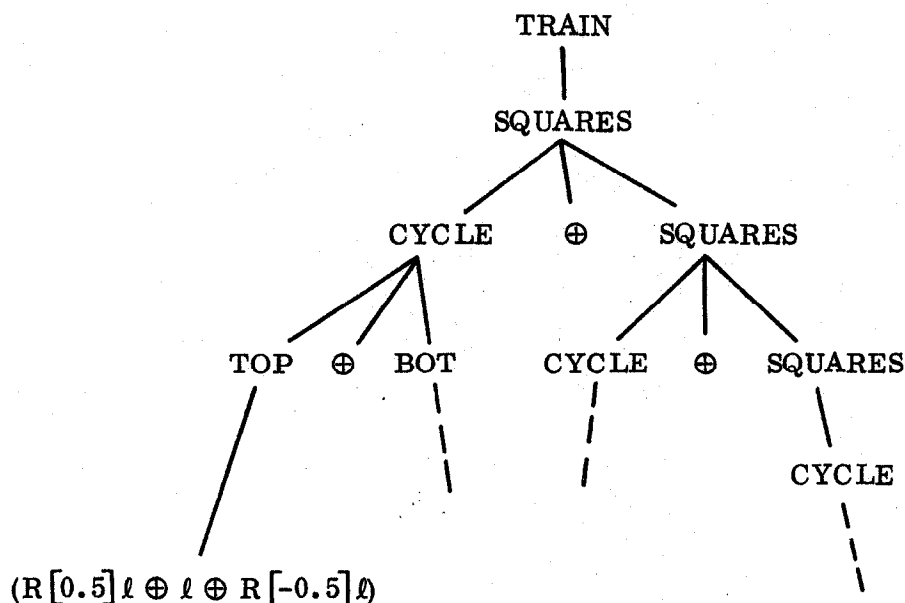 TRAIN
SQUARES
CYCLE ⊕ SQUARES
TOP ⊕ BOT CYCLE ⊕ SQUARES
CYCLE
(R[0.5]ℓ ⊕ ℓ ⊕ R[-0.5]ℓ)